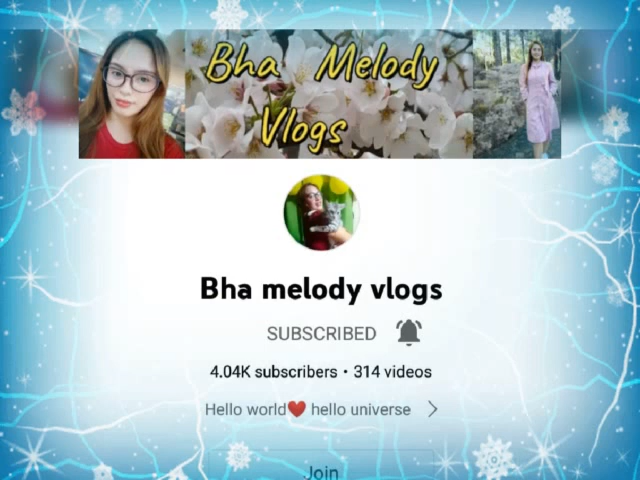 Bha Melody
Vlogs
Bha melody vlogs
SUBSCRIBED
4.04K subscribers • 314 videos
Hello world❤️ hello universe
Join